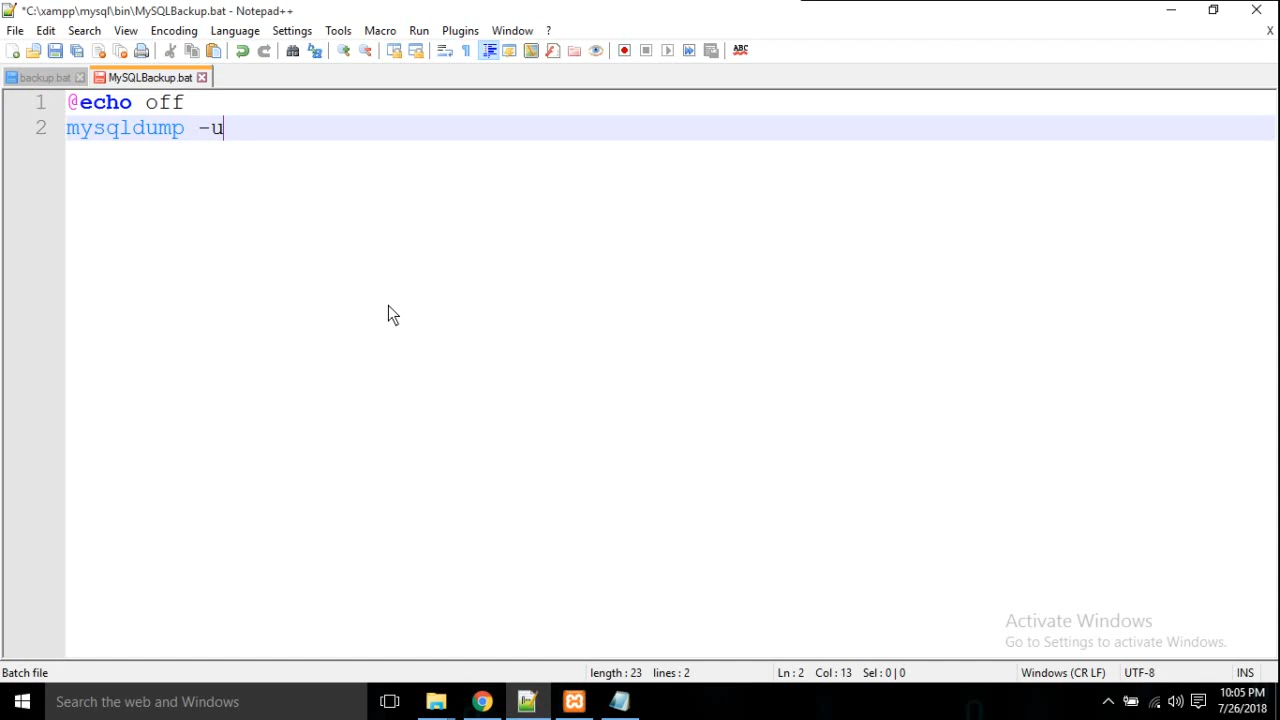 *C:\xampp\mysql\bin\MySQLBackup.bat - Notepad++
File Edit Search View Encoding Language Settings Tools Macro Run Plugins Window ? X
ABC
backup.bat MySQLBackup.bat
1 @echo off
2 mysqldump -u
Activate Windows
Go to Settings to activate Windows.
Batch file length : 23 lines : 2 Ln : 2 Col : 13 Sel : 0 | 0 Windows (CR LF) UTF-8 INS
Search the web and Windows
10:05 PM
7/26/2018